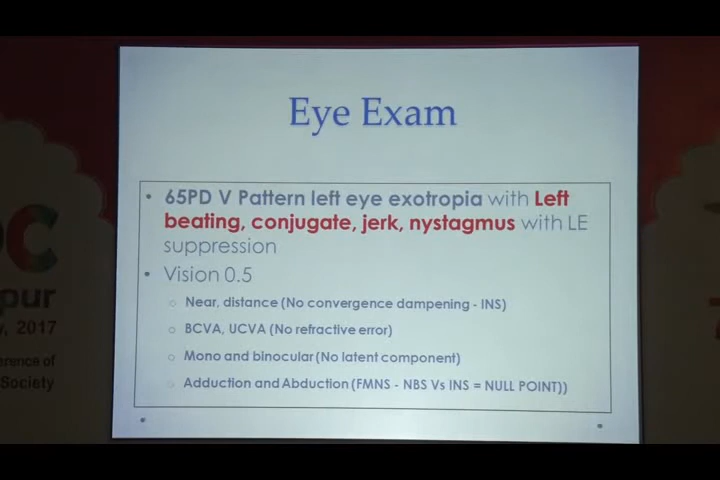 Eye Exam
• 65PD V Pattern left eye exotropia with Left
beating, conjugate, jerk, nystagmus with LE
suppression
• Vision 0.5
○ Near, distance (No convergence dampening - INS)
○ BCVA, UCVA (No refractive error)
○ Mono and binocular (No latent component)
○ Adduction and Abduction (FMNS - NBS Vs INS = NULL POINT))
C
pur
, 2017
erence of
Society